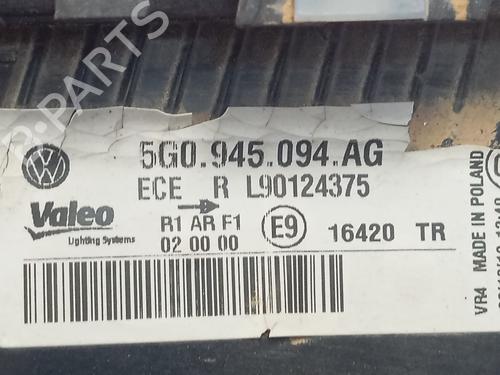 B-PARTS
5G0.945.094.AG
ECE R L90124375
Valeo
Lighting Systems
R1 AR F1
02 00 00
E9
16420 TR
VR4 MADE IN POLAND